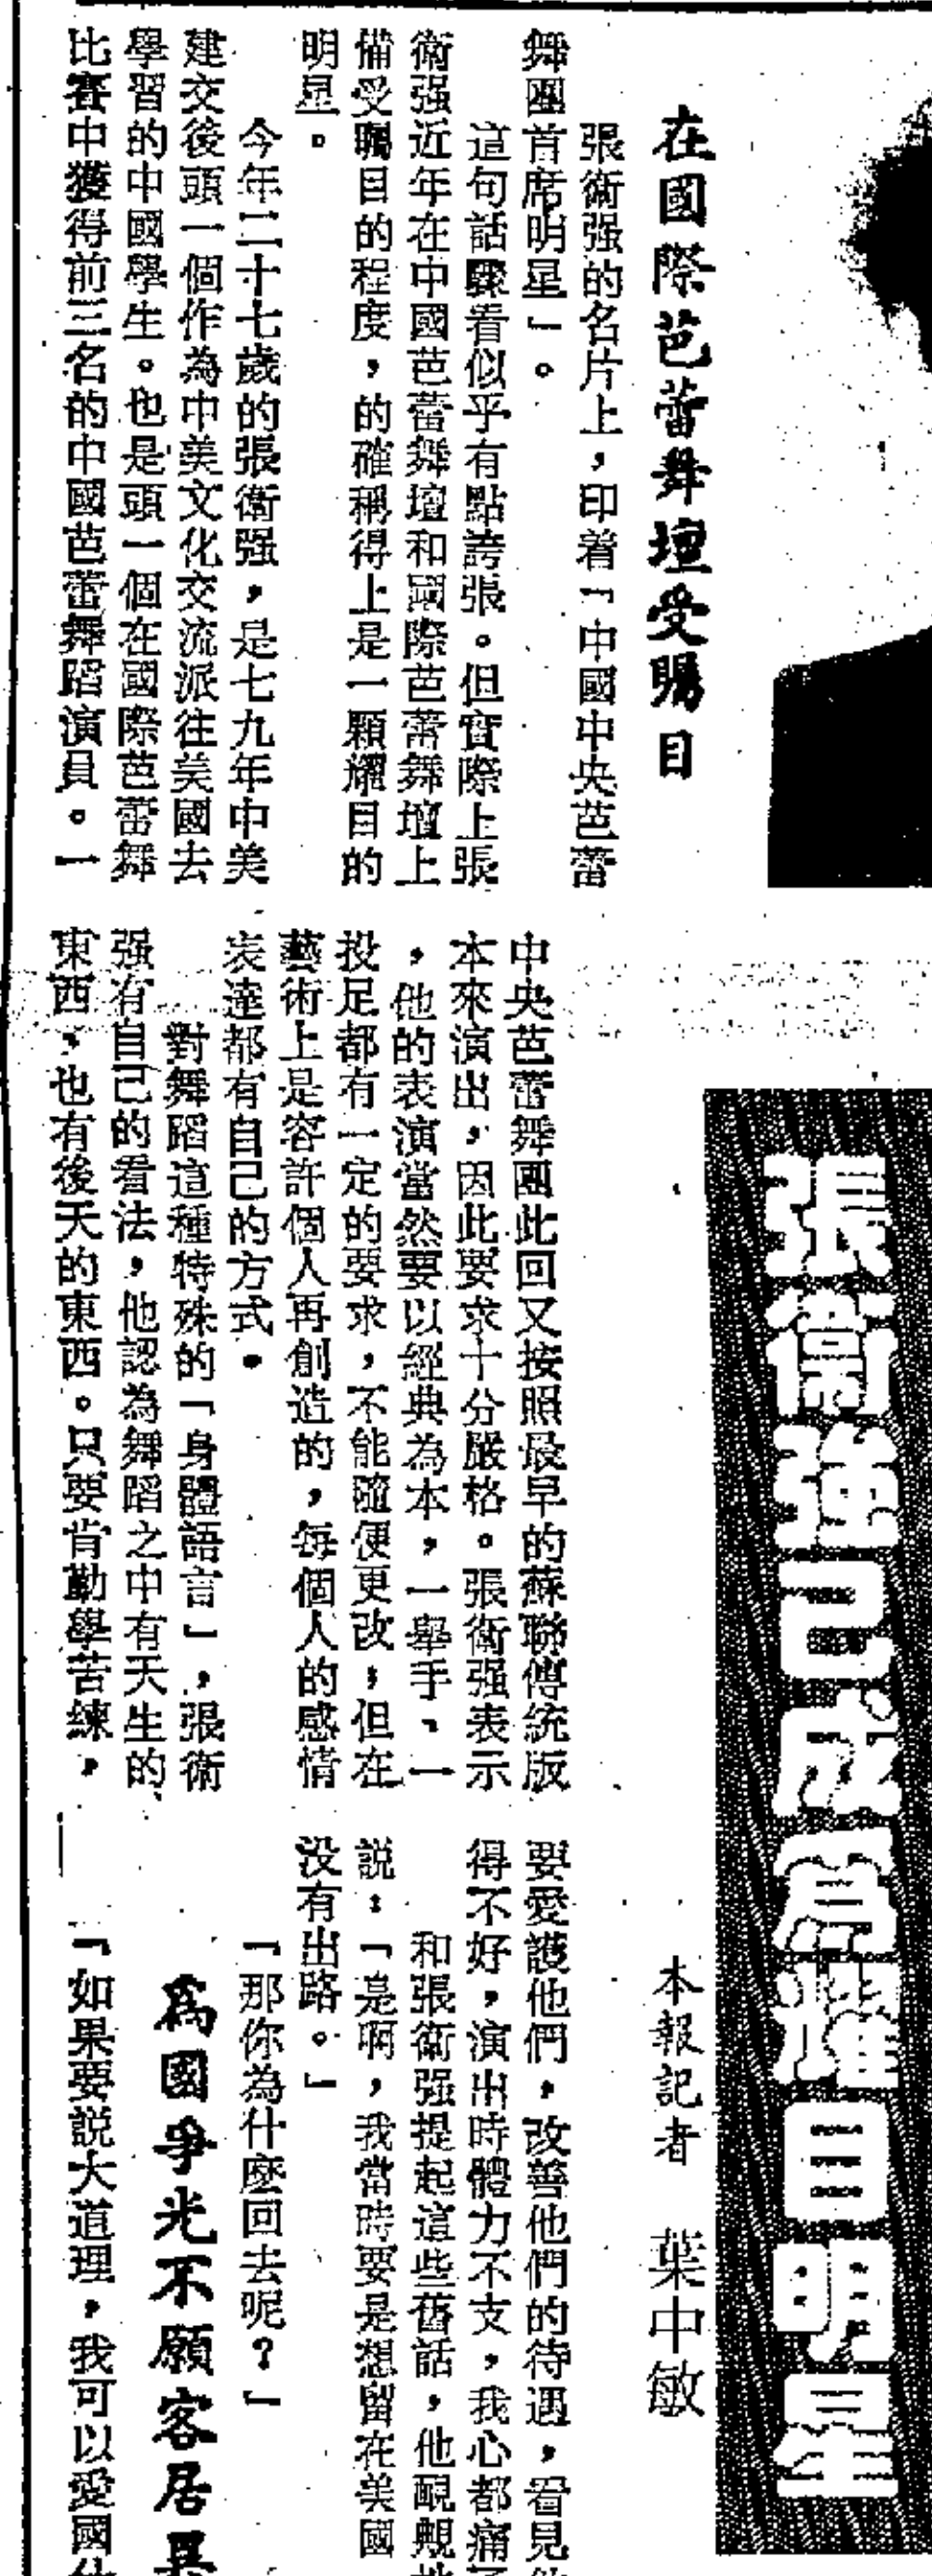 張衛強已成為耀目明星
本報記者 葉中敏
在國際芭蕾舞壇受矚目
張衛强的名片上，印着「中國中央芭蕾
舞團首席明星」。
這句話驟看似乎有點誇張。但實際上張
衛强近年在中國芭蕾舞壇和國際芭蕾舞壇上
備受矚目的程度，的確稱得上是一顆耀目的
明星。
今年二十七歲的張衛强，是七九年中美
建交後頭一個作為中美文化交流派往美國去
學習的中國學生。也是頭一個在國際芭蕾舞
比賽中獲得前三名的中國芭蕾舞蹈演員。一
中央芭蕾舞團此回又按照最早的蘇聯傳統版
本來演出，因此要求十分嚴格。張衛强表示
，他的表演當然要以經典為本，一舉手、一
投足都有一定的要求，不能隨便更改，但在
藝術上是容許個人再創造的，每個人的感情
表達都有自己的方式。
對舞蹈這種特殊的「身體語言」，張衛
强有自己的看法，他認為舞蹈之中有天生的
東西，也有後天的東西。只要肯勤學苦練，
要愛護他們，改善他們的待遇，看見
得不好，演出時體力不支，我心都痛
和張衛强提起這些舊話，他靦覥
説：「是啊，我當時要是想留在美國
没有出路。」
「那你為什麼回去呢？」
為國爭光不願客居異
「如果要説大道理，我可以愛國